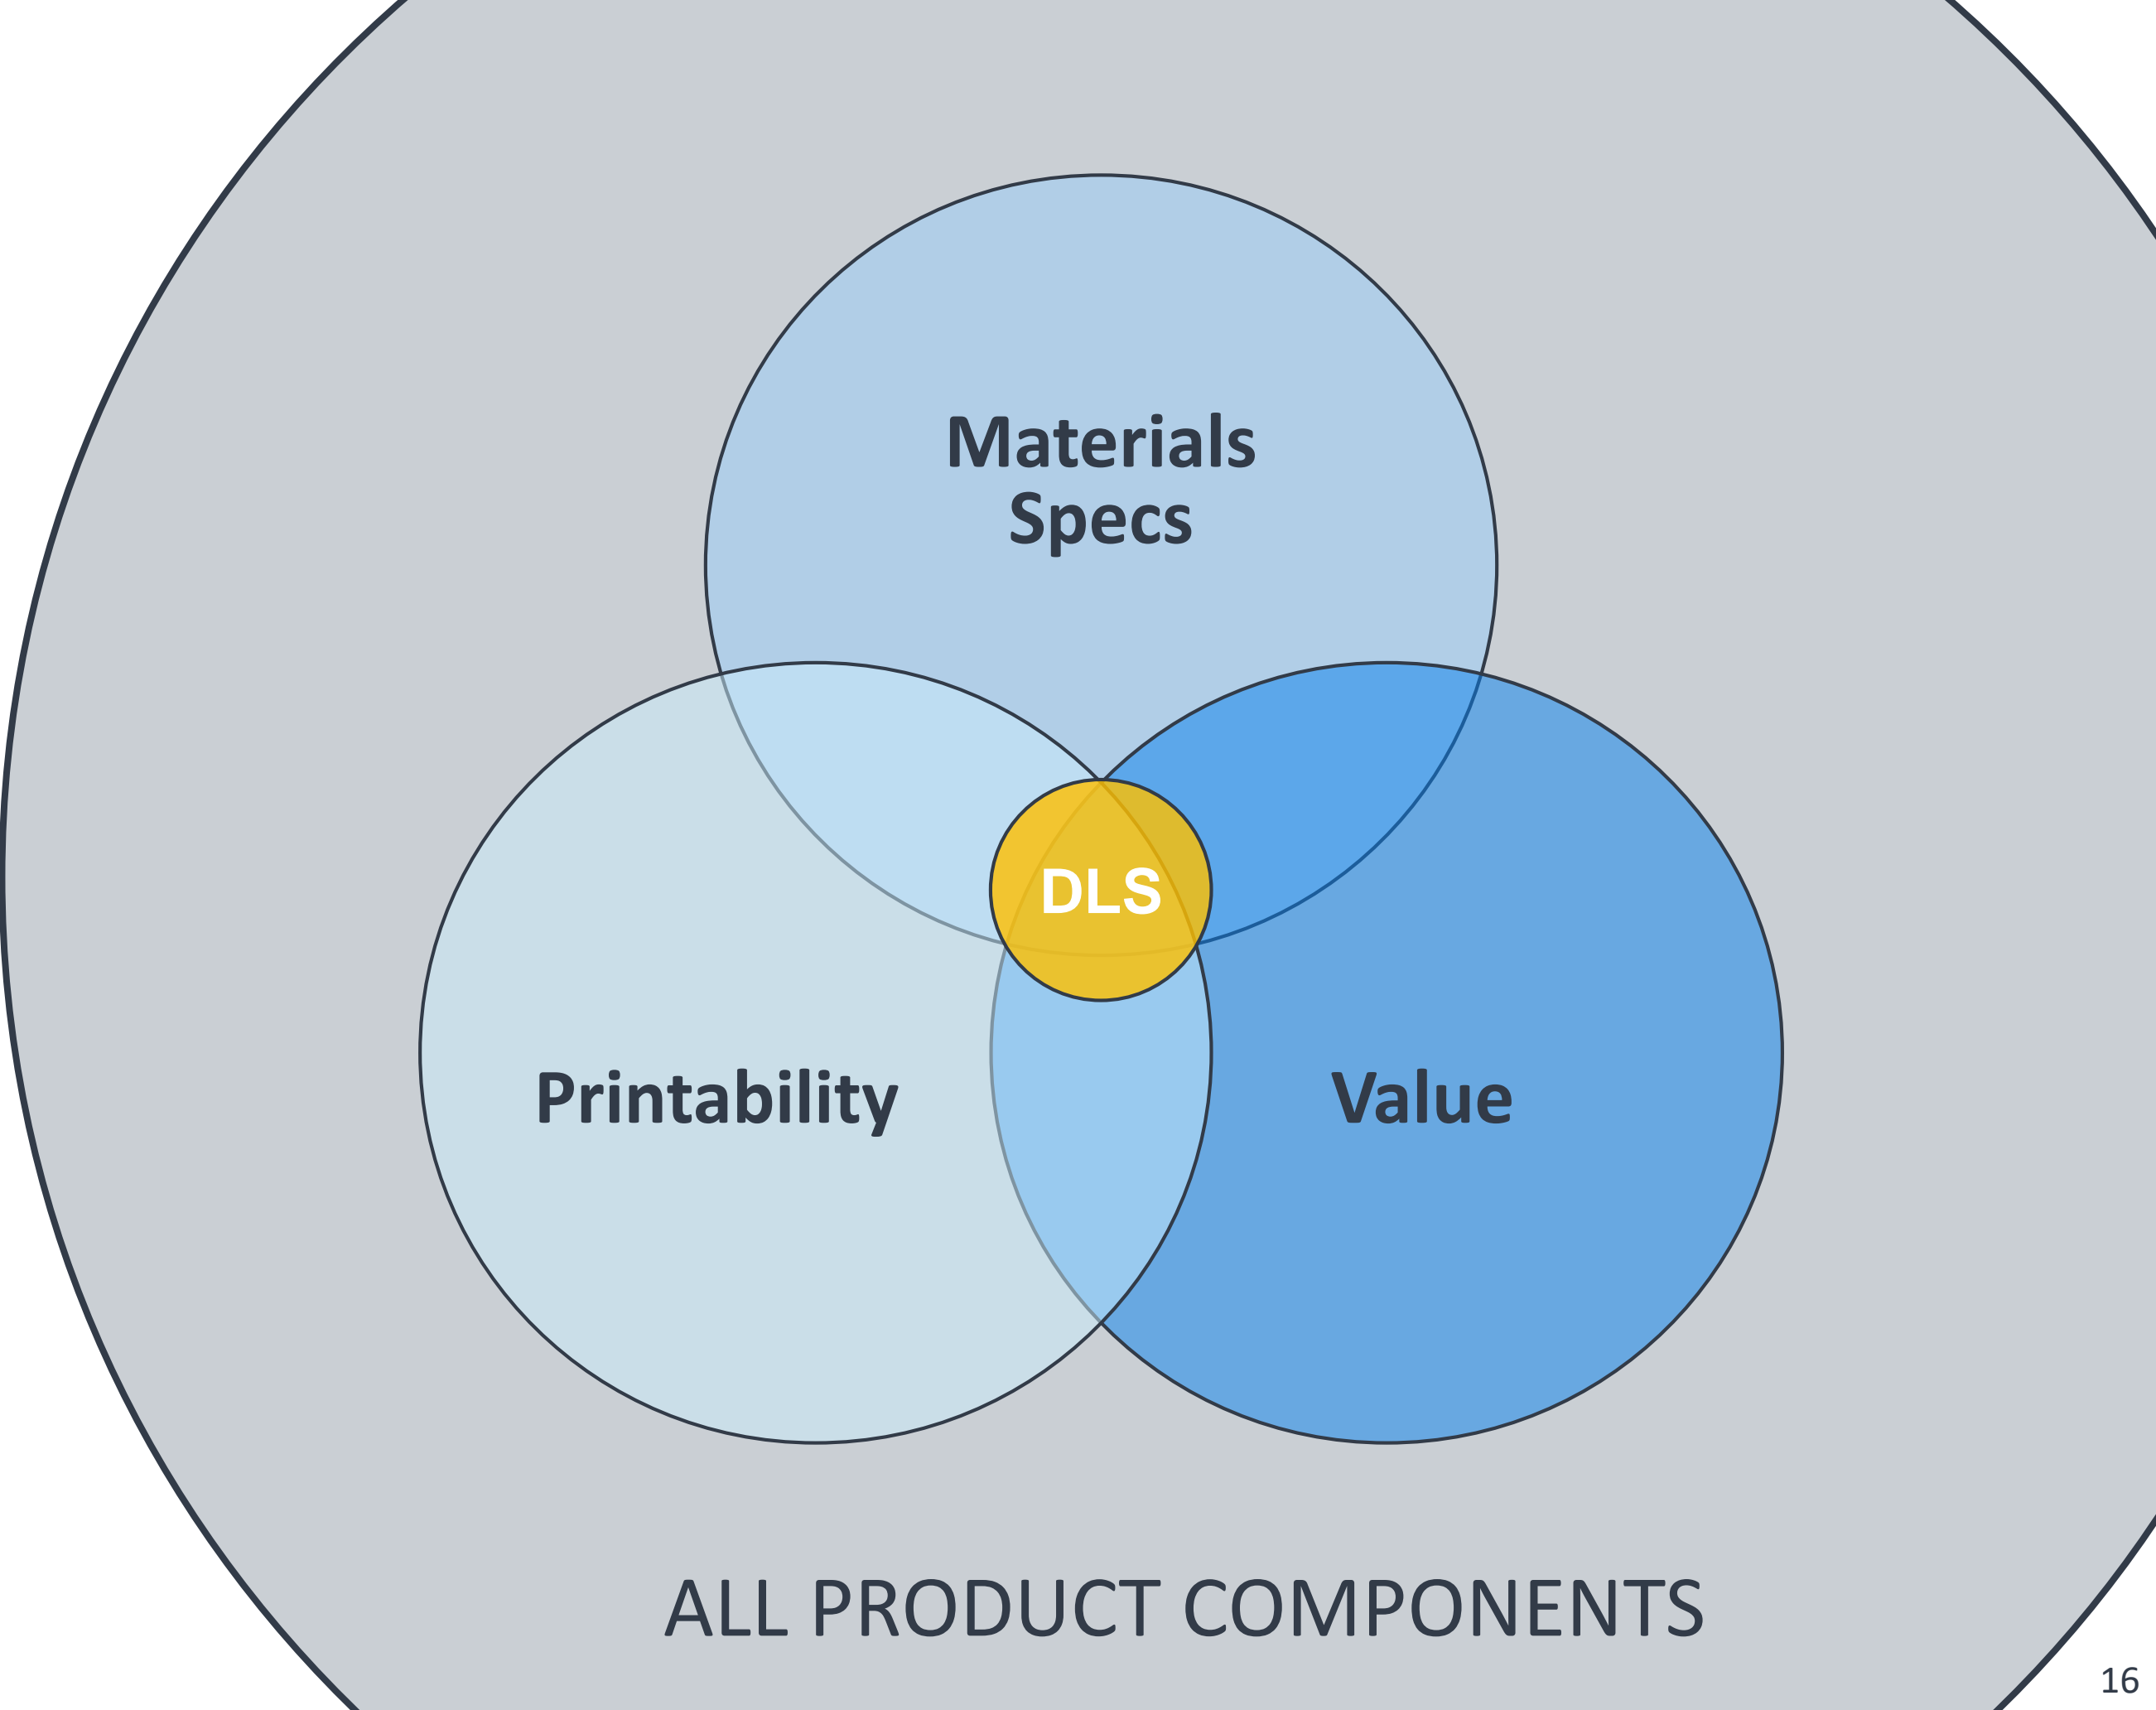 Materials
Specs
DLS
Printability
Value
ALL PRODUCT COMPONENTS
16